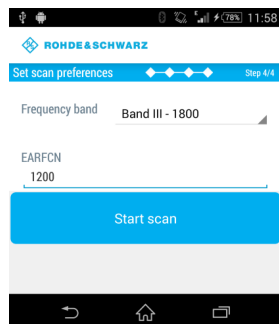 78% 11:58
ROHDE&SCHWARZ
Set scan preferences Step 4/4
Frequency band Band III - 1800
EARFCN
1200
Start scan